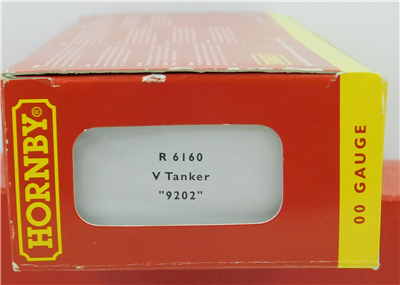 HORNBY®
R 6160
V Tanker
"9202"
00 GAUGE